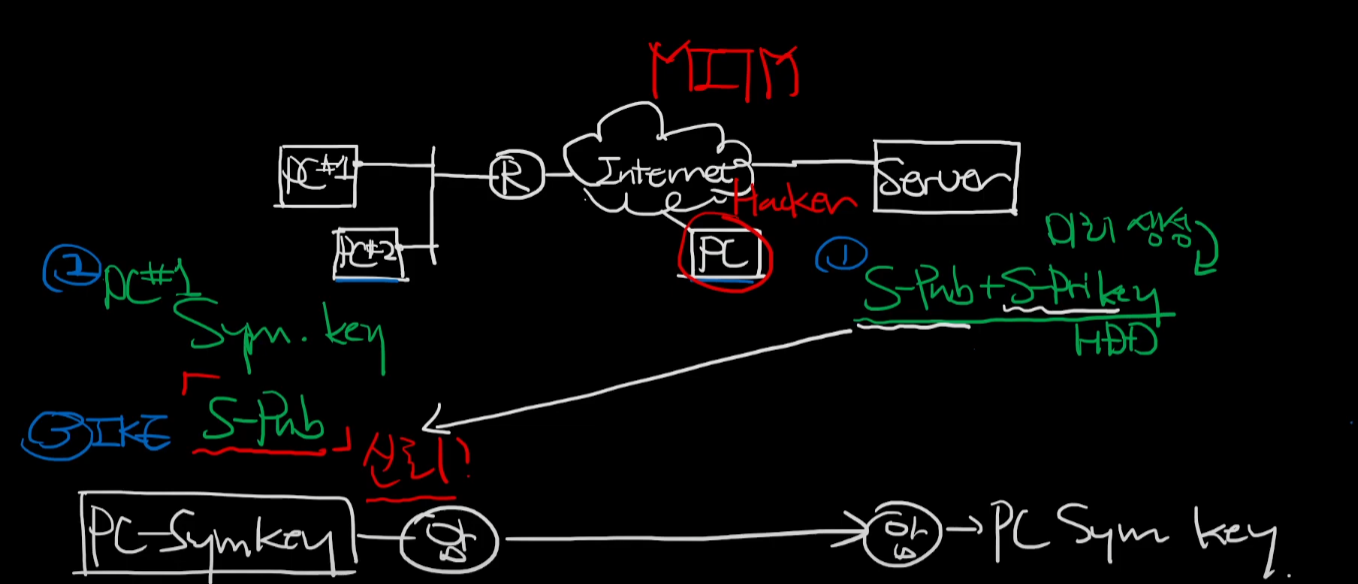 MITM
PC#1
R
Internet
Server
Hacker
PC#2
PC
① 미리 생성
S-Pub+S-Prikey
HDD
② PC#1
Sym. key
③ IKE 「S-Pub」 신뢰?
PC-Symkey 암 → 암 → PC Sym key.